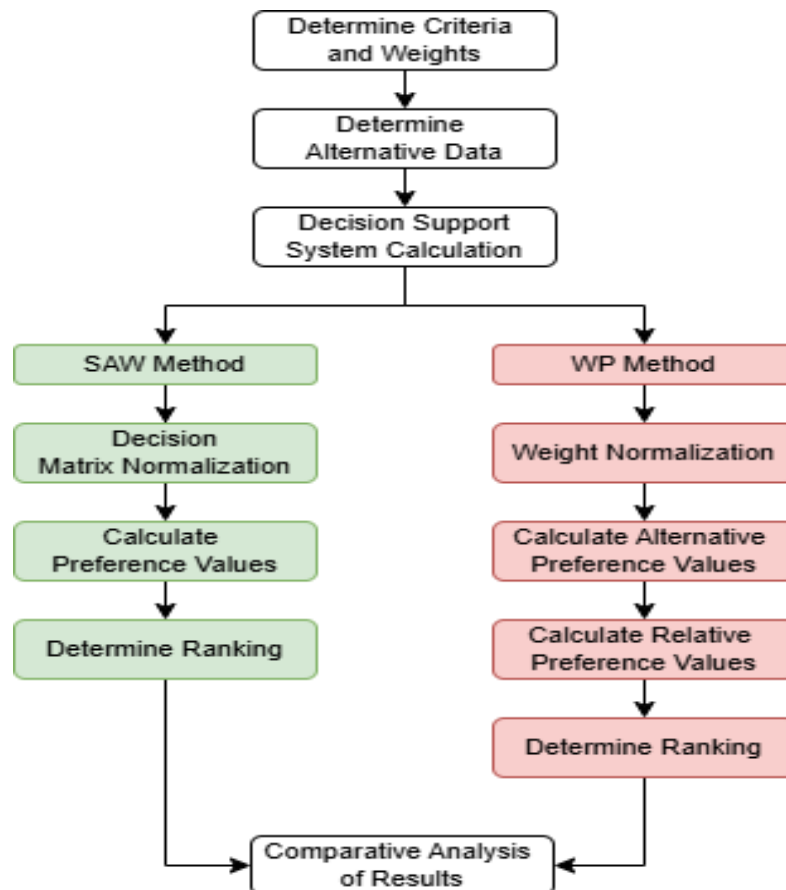 Determine Criteria
and Weights
Determine
Alternative Data
Decision Support
System Calculation
SAW Method
Decision
Matrix Normalization
Calculate
Preference Values
Determine Ranking
WP Method
Weight Normalization
Calculate Alternative
Preference Values
Calculate Relative
Preference Values
Determine Ranking
Comparative Analysis
of Results